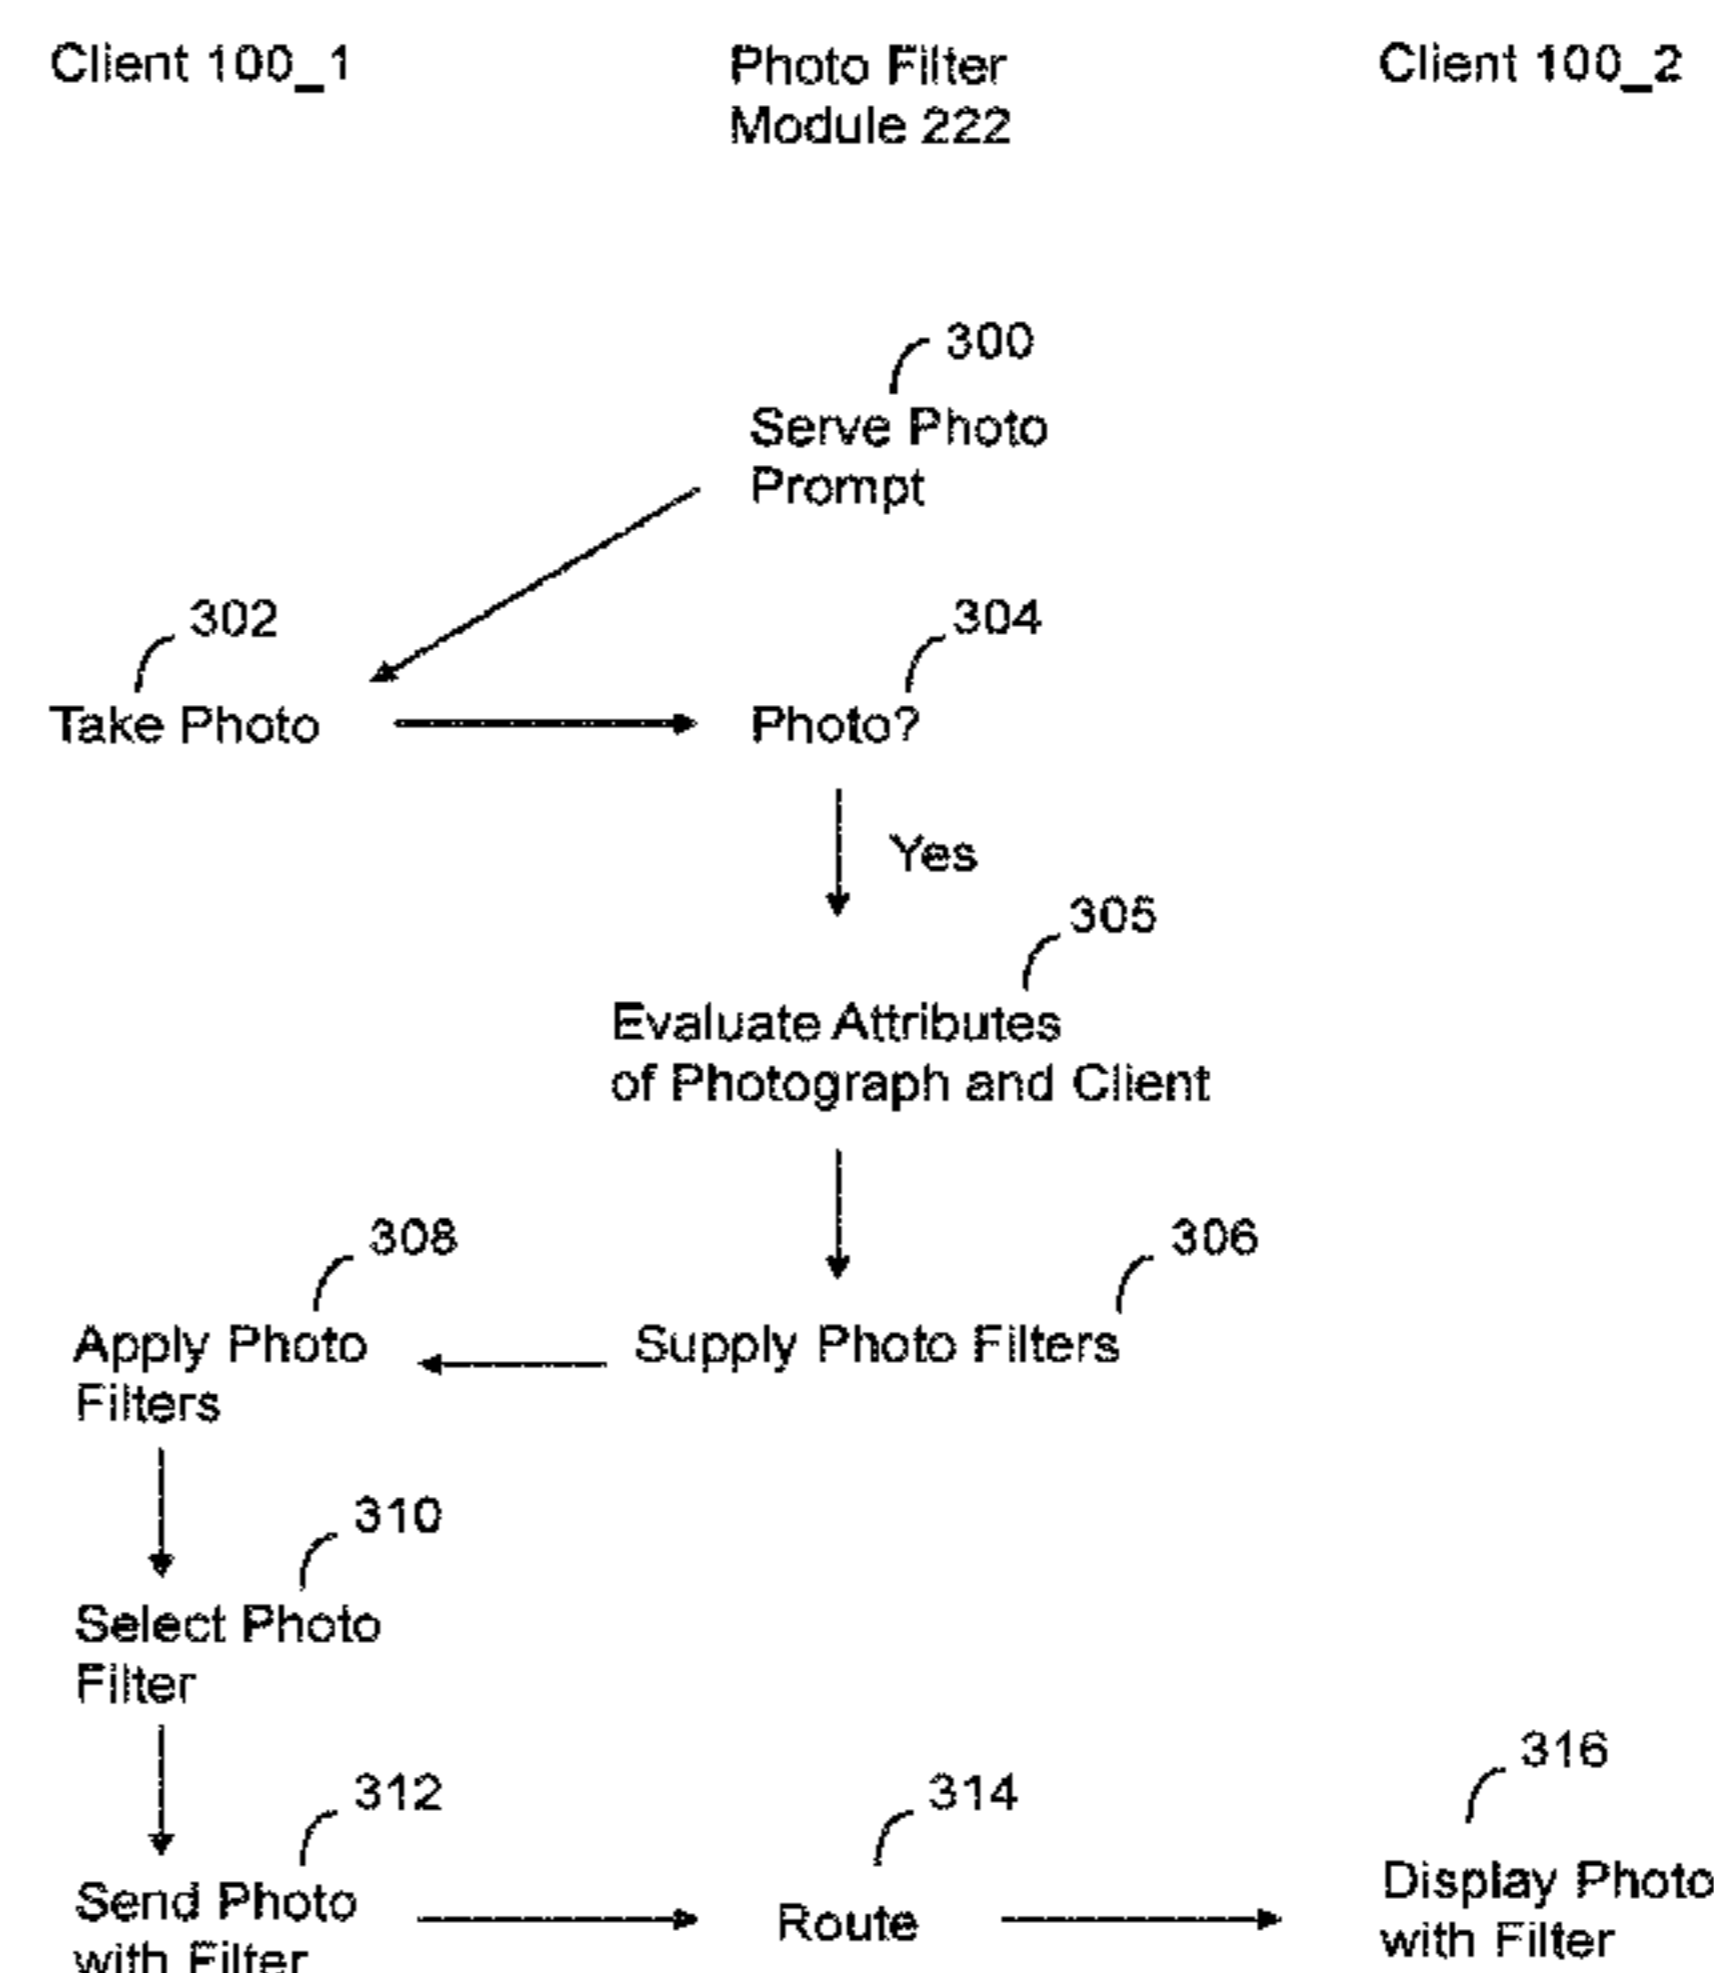 Client 100_1
Photo Filter
Module 222
Client 100_2
300
Serve Photo
Prompt
302
Take Photo
304
Photo?
Yes
305
Evaluate Attributes
of Photograph and Client
308
Apply Photo
Filters
306
Supply Photo Filters
310
Select Photo
Filter
312
Send Photo
with Filter
314
Route
316
Display Photo
with Filter